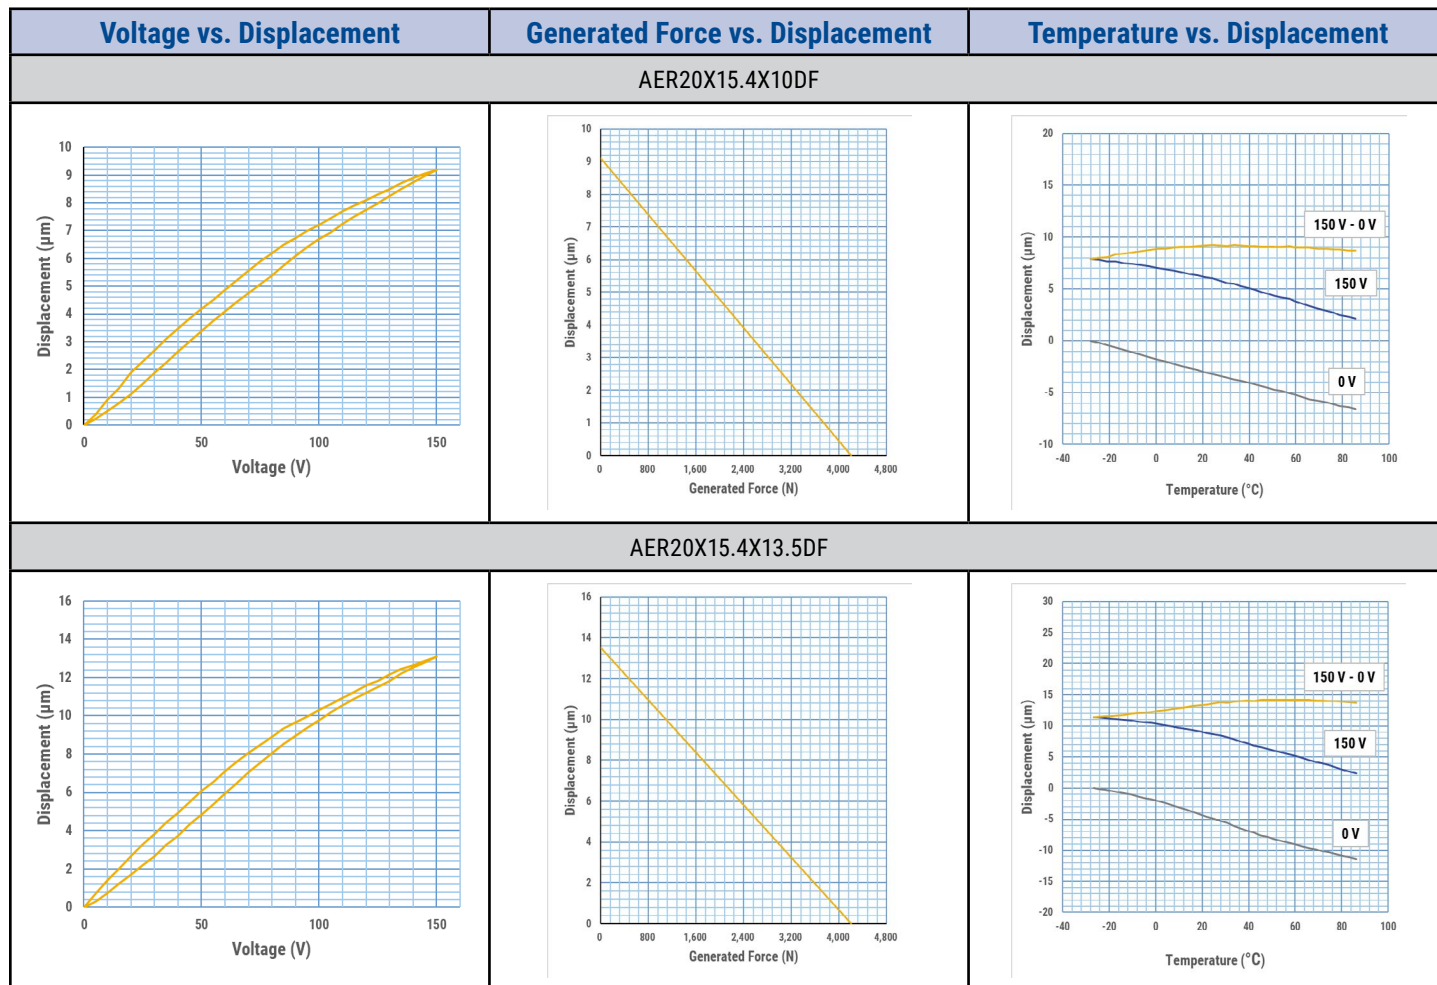 Voltage vs. Displacement
Generated Force vs. Displacement
Temperature vs. Displacement
AER20X15.4X10DF
10
9
8
7
6
5
4
3
2
1
0
Displacement (µm)
0 50 100 150
Voltage (V)
10
9
8
7
6
5
4
3
2
1
0
Displacement (µm)
0 800 1,600 2,400 3,200 4,000 4,800
Generated Force (N)
20
15
10
5
0
-5
-10
Displacement (µm)
150 V - 0 V
150 V
0 V
-40 -20 0 20 40 60 80 100
Temperature (°C)
AER20X15.4X13.5DF
16
14
12
10
8
6
4
2
0
Displacement (µm)
0 50 100 150
Voltage (V)
16
14
12
10
8
6
4
2
0
Displacement (µm)
0 800 1,600 2,400 3,200 4,000 4,800
Generated Force (N)
30
25
20
15
10
5
0
-5
-10
-15
-20
Displacement (µm)
150 V - 0 V
150 V
0 V
-40 -20 0 20 40 60 80 100
Temperature (°C)